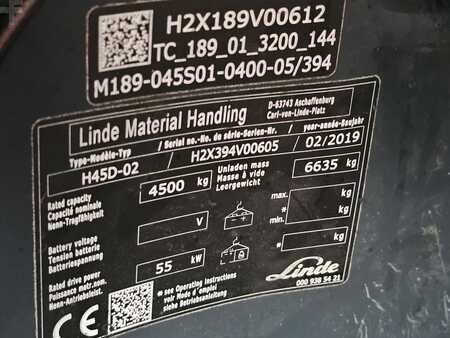 H2X189V00612
TC_189_01_3200_144
M189-045S01-0400-05/394
Linde Material Handling
D-63743 Aschaffenburg
Carl-von-Linde-Platz
Type-Modèle-Typ / Serial no.-No. de série-Serien-Nr. / year-année-Baujahr
H45D-02 H2X394V00605 02/2019
Rated capacity
Capacité nominale
Nenn-Tragfähigkeit
4500 kg
Unladen mass
Masse à vide
Leergewicht
6635 kg
Battery voltage
Tension batterie
Batteriespannung
V
max. kg
* min. kg
Rated drive power
Puissance motr.nom.
Nenn-Antriebsleist.
55 kW
* kg
* see Operating instructions
voir Mode d'emploi
siehe Betriebsanleitung
Linde
000 938 54 21
CE